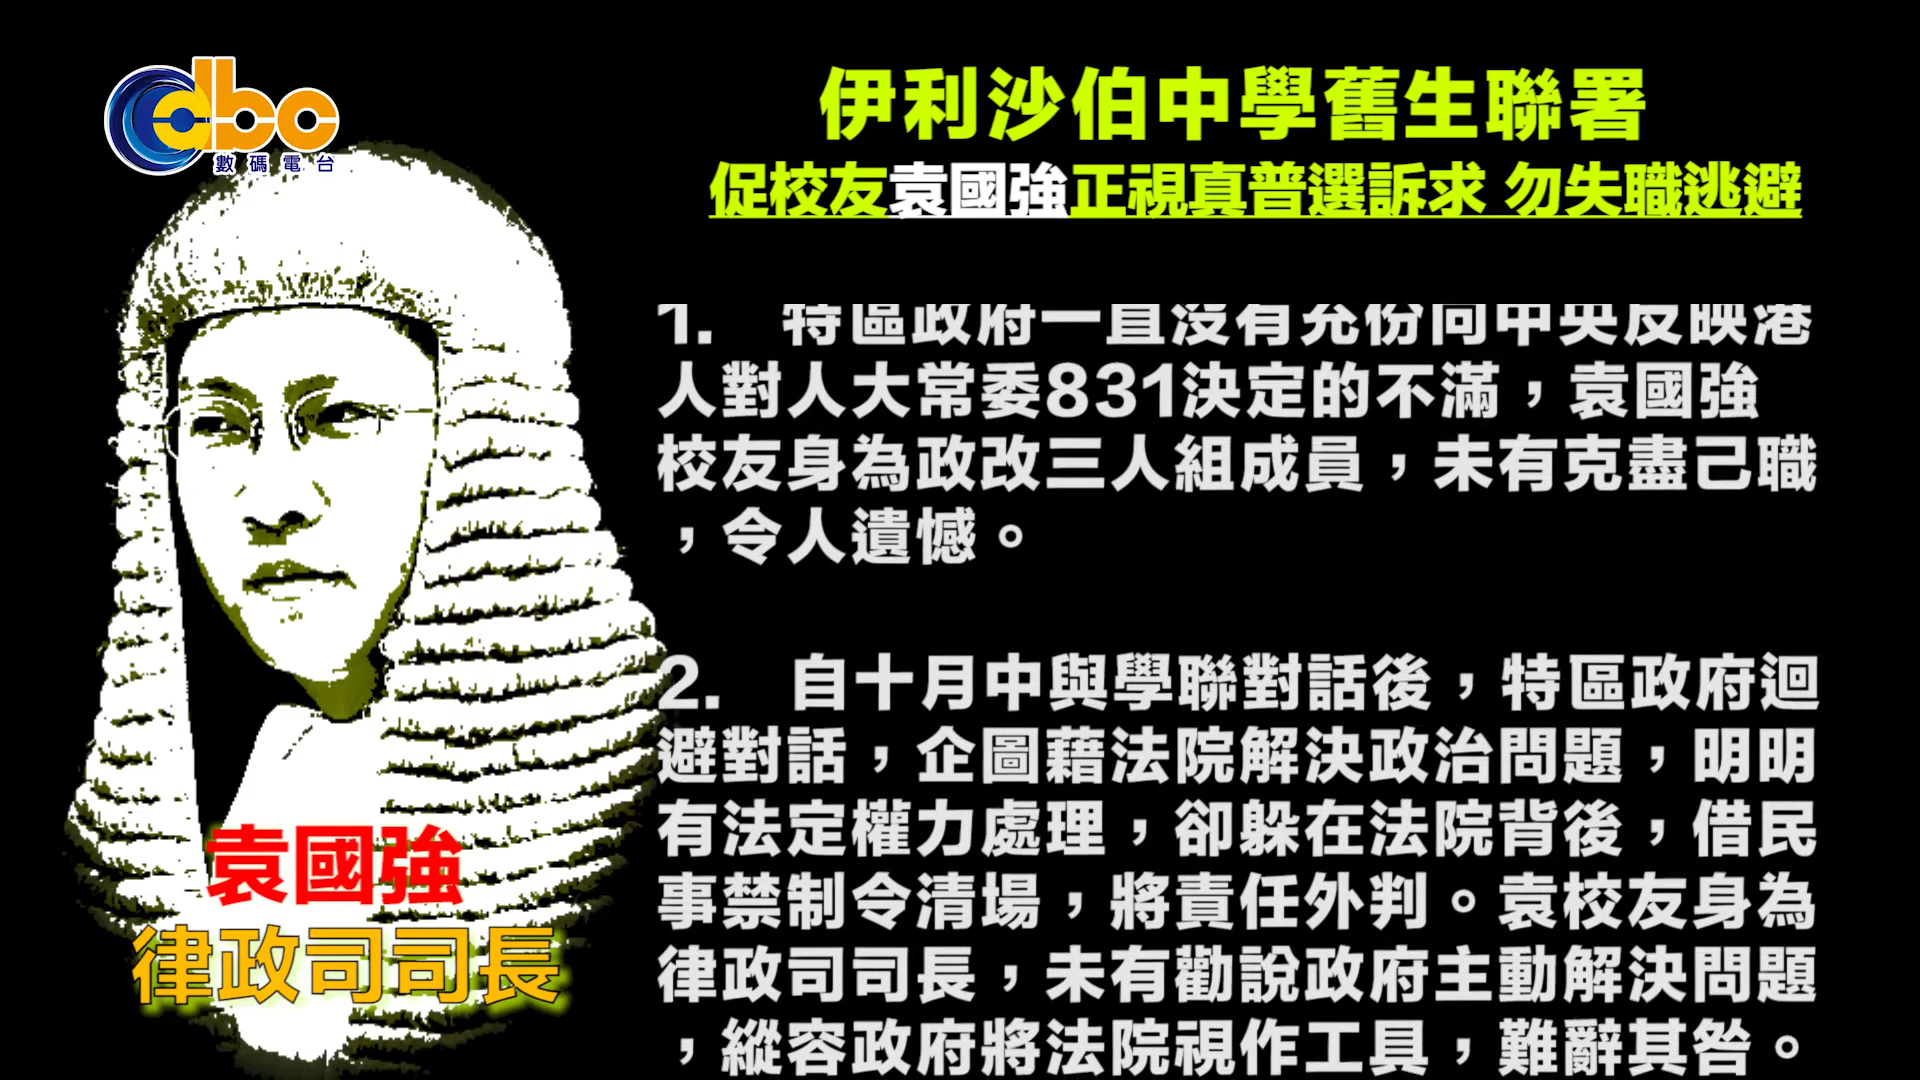 dbc
數碼電台
伊利沙伯中學舊生聯署
促校友袁國強正視真普選訴求 勿失職逃避
1. 特區政府一直沒有充份向中央反映港
人對人大常委831決定的不滿，袁國強
校友身為政改三人組成員，未有克盡己職
，令人遺憾。
2. 自十月中與學聯對話後，特區政府迴
避對話，企圖藉法院解決政治問題，明明
有法定權力處理，卻躲在法院背後，借民
事禁制令清場，將責任外判。袁校友身為
律政司司長，未有勸說政府主動解決問題
，縱容政府將法院視作工具，難辭其咎。
袁國強
律政司司長